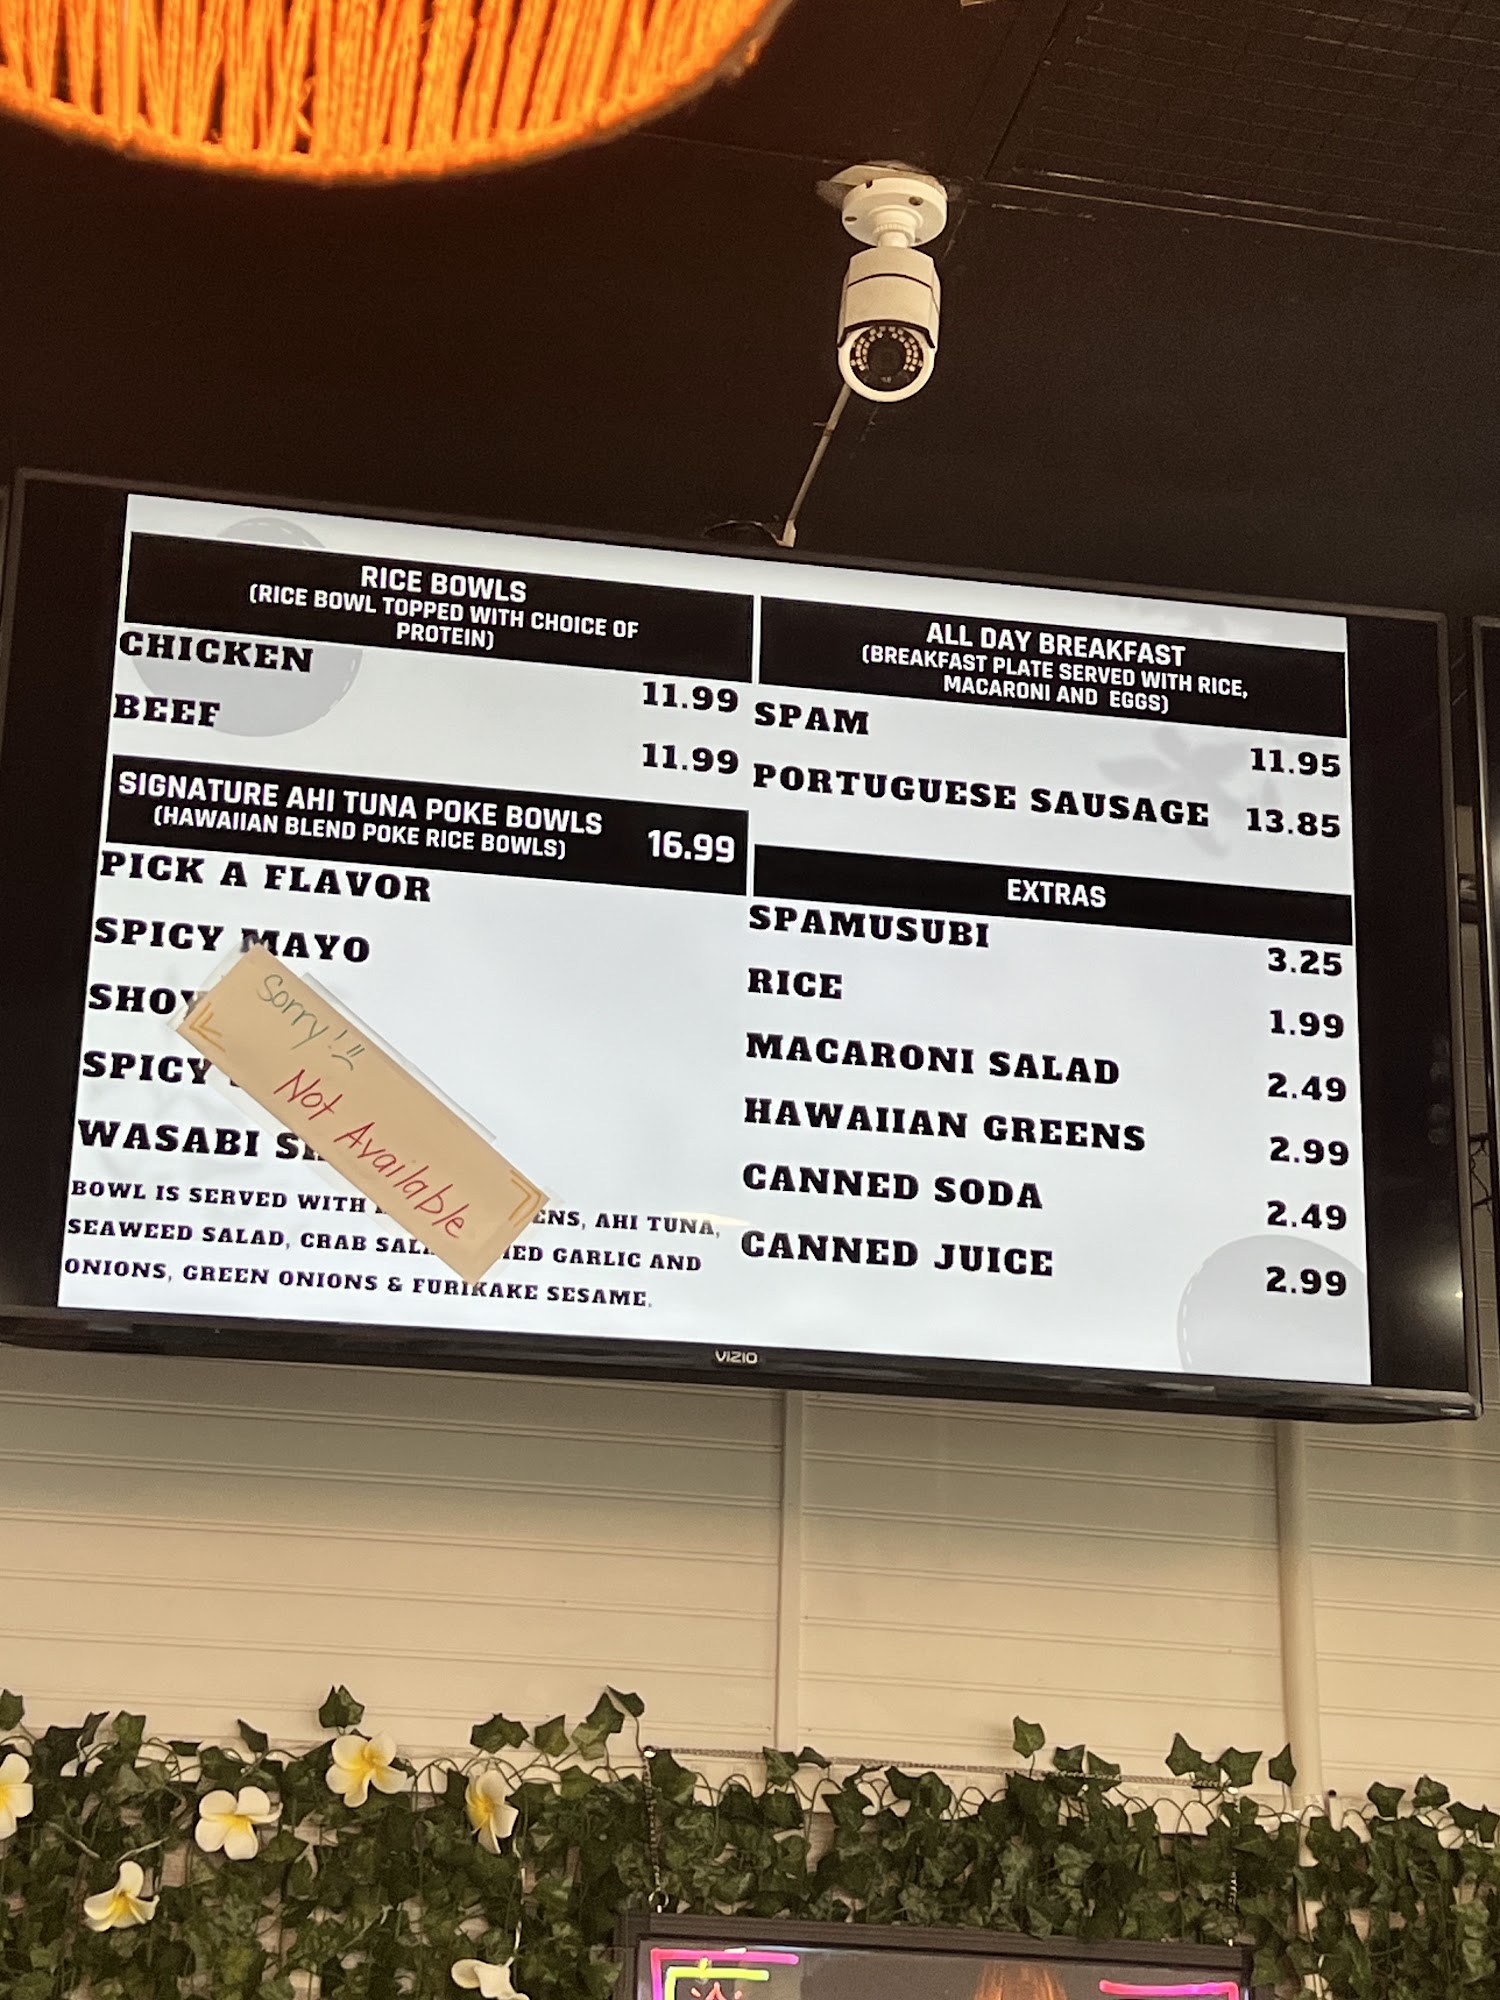 RICE BOWLS
(RICE BOWL TOPPED WITH CHOICE OF
PROTEIN)
CHICKEN 11.99
BEEF 11.99
SIGNATURE AHI TUNA POKE BOWLS 16.99
(HAWAIIAN BLEND POKE RICE BOWLS)
PICK A FLAVOR
SPICY MAYO
SPICY
WASABI
BOWL IS SERVED WITH AHI TUNA,
SEAWEED SALAD, CRAB GARLIC AND
ONIONS, GREEN ONIONS & FURIKAKE SESAME.
Sorry!
Not Available
ALL DAY BREAKFAST
(BREAKFAST PLATE SERVED WITH RICE,
MACARONI AND EGGS)
SPAM 11.95
PORTUGUESE SAUSAGE 13.85
EXTRAS
SPAMUSUBI 3.25
RICE 1.99
MACARONI SALAD 2.49
HAWAIIAN GREENS 2.99
CANNED SODA 2.49
CANNED JUICE 2.99
VIZIO